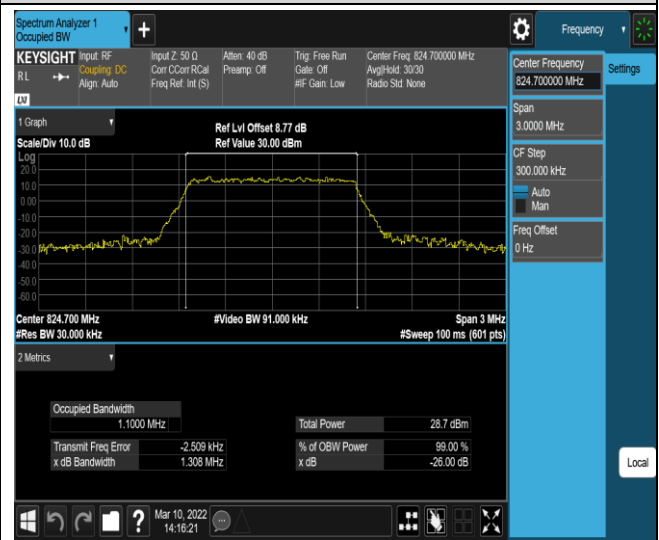 Spectrum Analyzer 1
Occupied BW
+
Frequency
KEYSIGHT
RL
LXI
Input: RF
Coupling: DC
Align: Auto
Input Z: 50 Ω
Corr CCorr RCal
Freq Ref: Int (S)
Atten: 40 dB
Preamp: Off
Trig: Free Run
Gate: Off
#IF Gain: Low
Center Freq: 824.700000 MHz
Avg|Hold: 30/30
Radio Std: None
Center Frequency
824.700000 MHz
Settings
Span
3.0000 MHz
CF Step
300.000 kHz
Auto
Man
Freq Offset
0 Hz
1 Graph
Scale/Div 10.0 dB
Ref Lvl Offset 8.77 dB
Ref Value 30.00 dBm
Log
20.0
10.0
0.00
-10.0
-20.0
-30.0
-40.0
-50.0
-60.0
Center 824.700 MHz
#Video BW 91.000 kHz
Span 3 MHz
#Res BW 30.000 kHz
#Sweep 100 ms (601 pts)
2 Metrics
Occupied Bandwidth
1.1000 MHz
Total Power 28.7 dBm
Transmit Freq Error -2.509 kHz
% of OBW Power 99.00 %
x dB Bandwidth 1.308 MHz
x dB -26.00 dB
Local
?
Mar 10, 2022
14:16:21